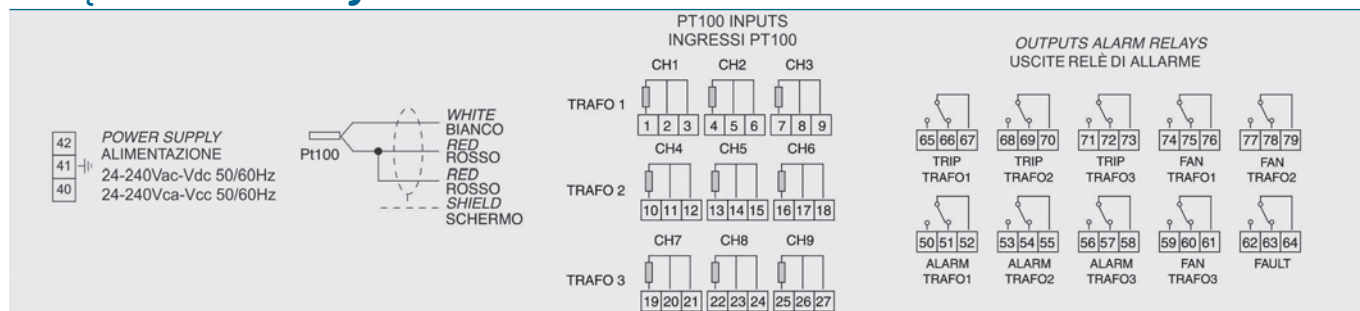 42
41
40
POWER SUPPLY
ALIMENTAZIONE
24-240Vac-Vdc 50/60Hz
24-240Vca-Vcc 50/60Hz
Pt100
WHITE
BIANCO
RED
ROSSO
RED
ROSSO
SHIELD
SCHERMO
PT100 INPUTS
INGRESSI PT100
CH1 CH2 CH3
TRAFO 1
1 2 3 4 5 6 7 8 9
CH4 CH5 CH6
TRAFO 2
10 11 12 13 14 15 16 17 18
CH7 CH8 CH9
TRAFO 3
19 20 21 22 23 24 25 26 27
OUTPUTS ALARM RELAYS
USCITE RELÈ DI ALLARME
65 66 67 68 69 70 71 72 73 74 75 76 77 78 79
TRIP TRIP TRIP FAN FAN
TRAFO1 TRAFO2 TRAFO3 TRAFO1 TRAFO2
50 51 52 53 54 55 56 57 58 59 60 61 62 63 64
ALARM ALARM ALARM FAN FAULT
TRAFO1 TRAFO2 TRAFO3 TRAFO3